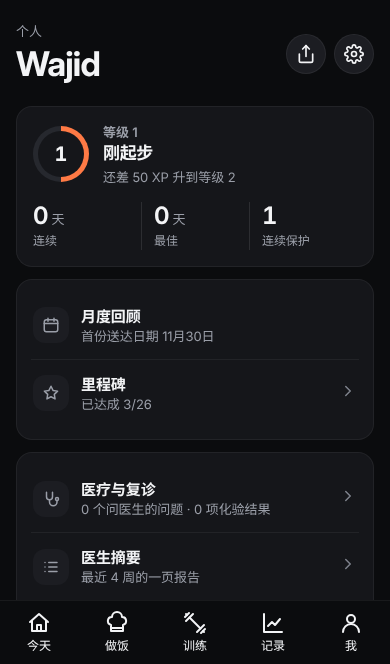 个人
Wajid
1
等级 1
刚起步
还差 50 XP 升到等级 2
0 天
连续
0 天
最佳
1
连续保护
月度回顾
首份送达日期 11月30日
里程碑
已达成 3/26
医疗与复诊
0 个问医生的问题 · 0 项化验结果
医生摘要
最近 4 周的一页报告
今天
做饭
训练
记录
我